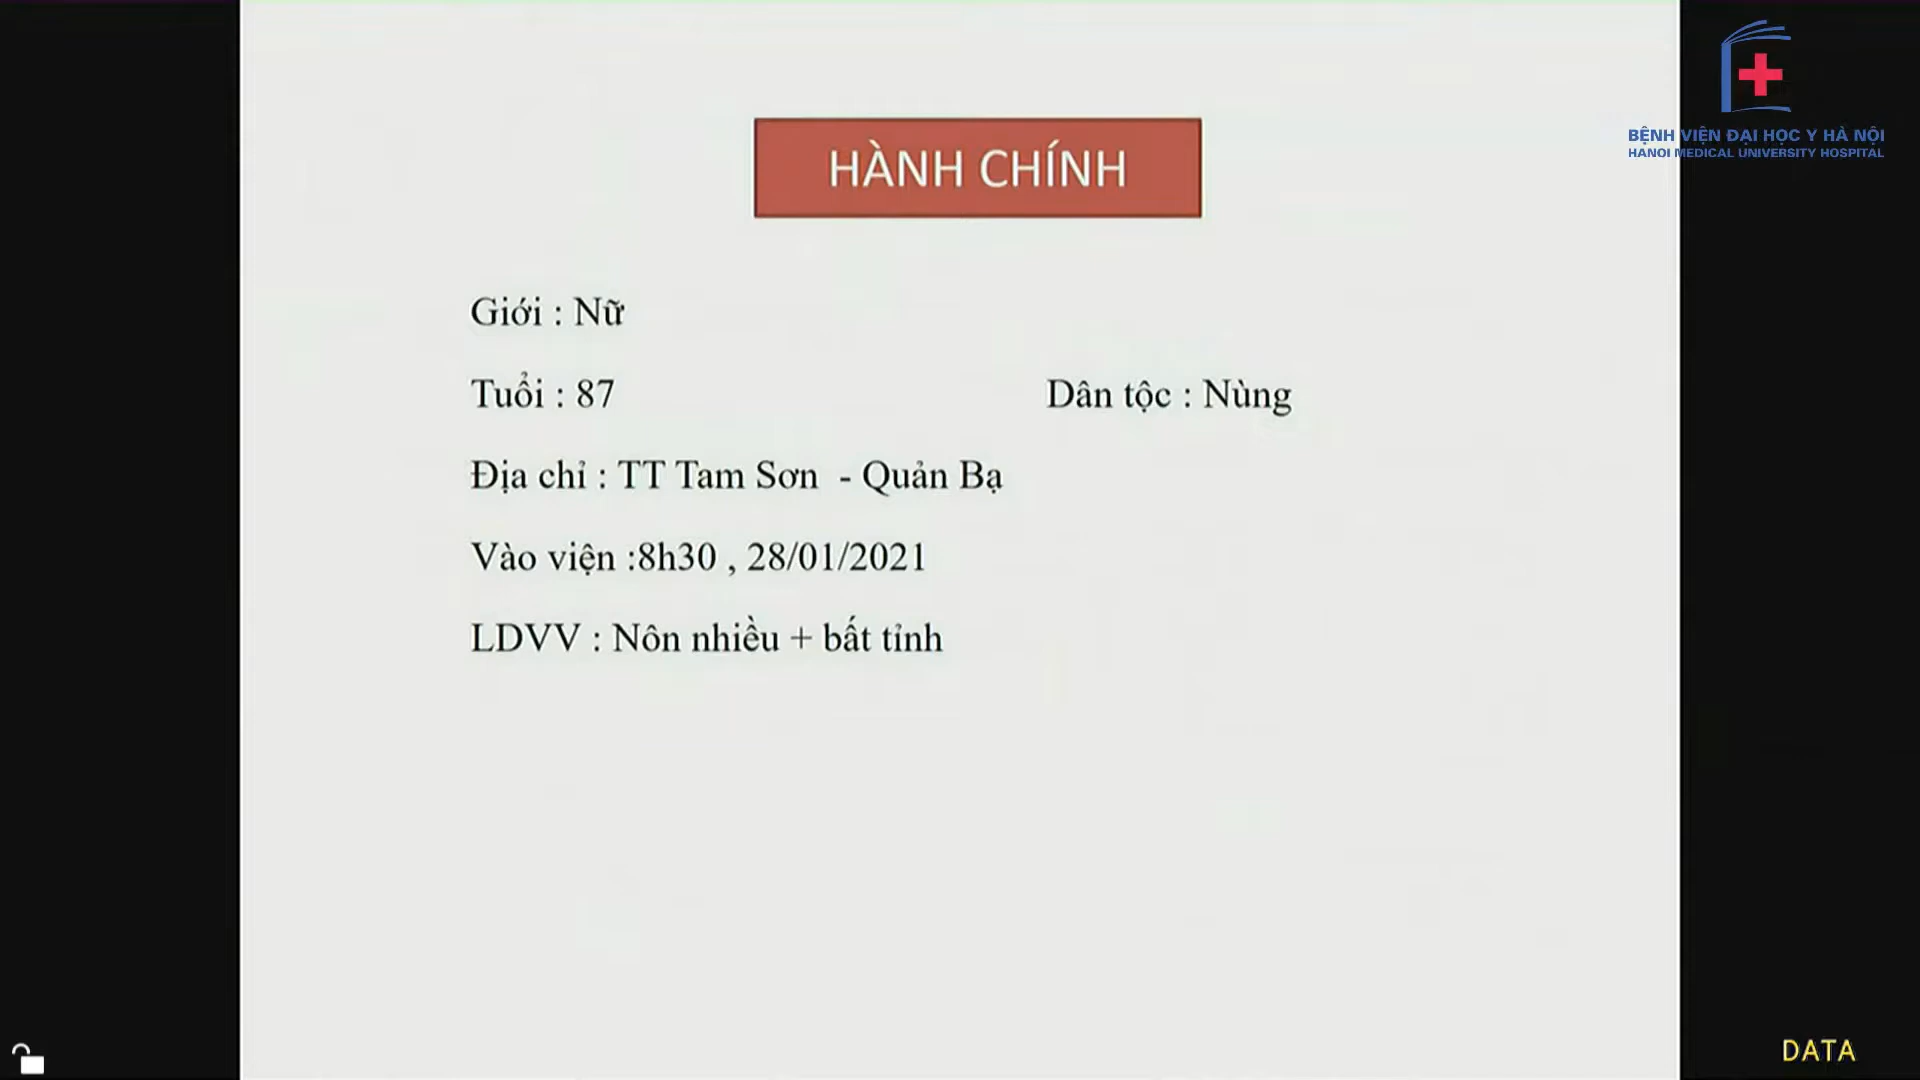 BỆNH VIỆN ĐẠI HỌC Y HÀ NỘI
HANOI MEDICAL UNIVERSITY HOSPITAL
HÀNH CHÍNH
Giới : Nữ
Tuổi : 87 Dân tộc : Nùng
Địa chỉ : TT Tam Sơn - Quản Bạ
Vào viện :8h30 , 28/01/2021
LDVV : Nôn nhiều + bất tỉnh
DATA